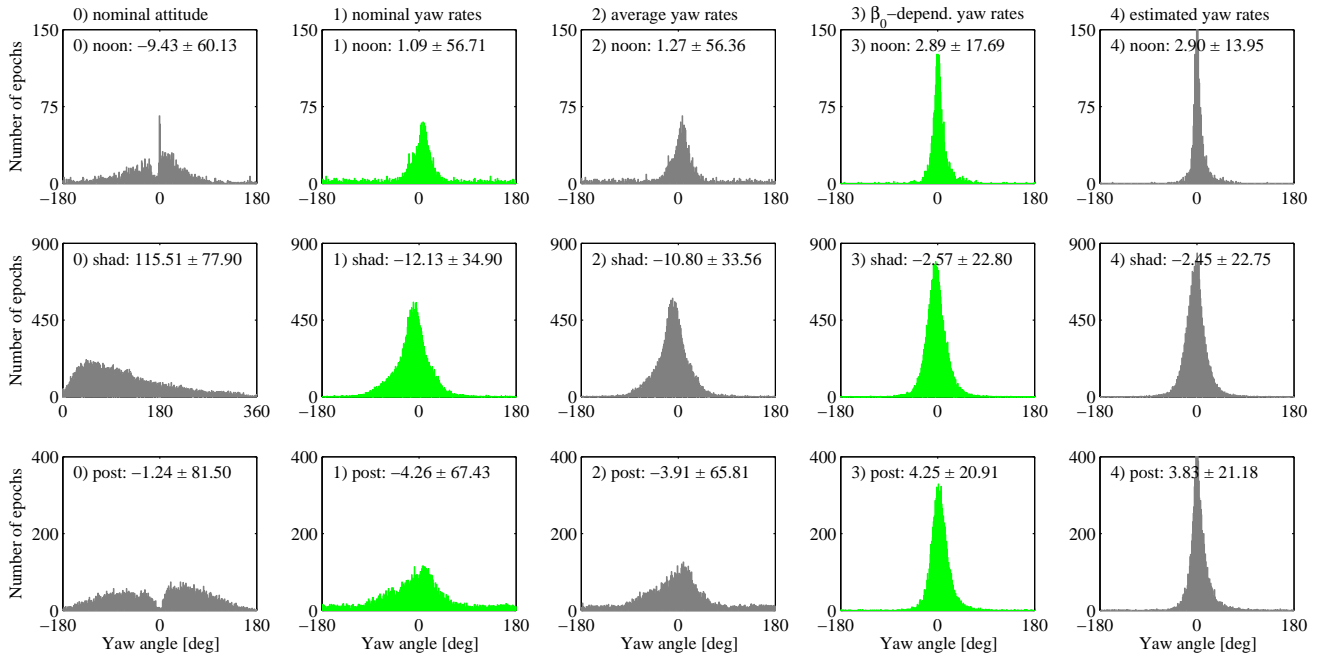 0) nominal attitude
1) nominal yaw rates
2) average yaw rates
3) β0−depend. yaw rates
4) estimated yaw rates
Number of epochs
150
75
0
0) noon: −9.43 ± 60.13
−180 0 180
150
75
0
1) noon: 1.09 ± 56.71
−180 0 180
150
75
0
2) noon: 1.27 ± 56.36
−180 0 180
150
75
0
3) noon: 2.89 ± 17.69
−180 0 180
150
75
0
4) noon: 2.90 ± 13.95
−180 0 180
Number of epochs
900
450
0
0) shad: 115.51 ± 77.90
0 180 360
900
450
0
1) shad: −12.13 ± 34.90
−180 0 180
900
450
0
2) shad: −10.80 ± 33.56
−180 0 180
900
450
0
3) shad: −2.57 ± 22.80
−180 0 180
900
450
0
4) shad: −2.45 ± 22.75
−180 0 180
Number of epochs
400
200
0
0) post: −1.24 ± 81.50
−180 0 180
Yaw angle [deg]
400
200
0
1) post: −4.26 ± 67.43
−180 0 180
Yaw angle [deg]
400
200
0
2) post: −3.91 ± 65.81
−180 0 180
Yaw angle [deg]
400
200
0
3) post: 4.25 ± 20.91
−180 0 180
Yaw angle [deg]
400
200
0
4) post: 3.83 ± 21.18
−180 0 180
Yaw angle [deg]